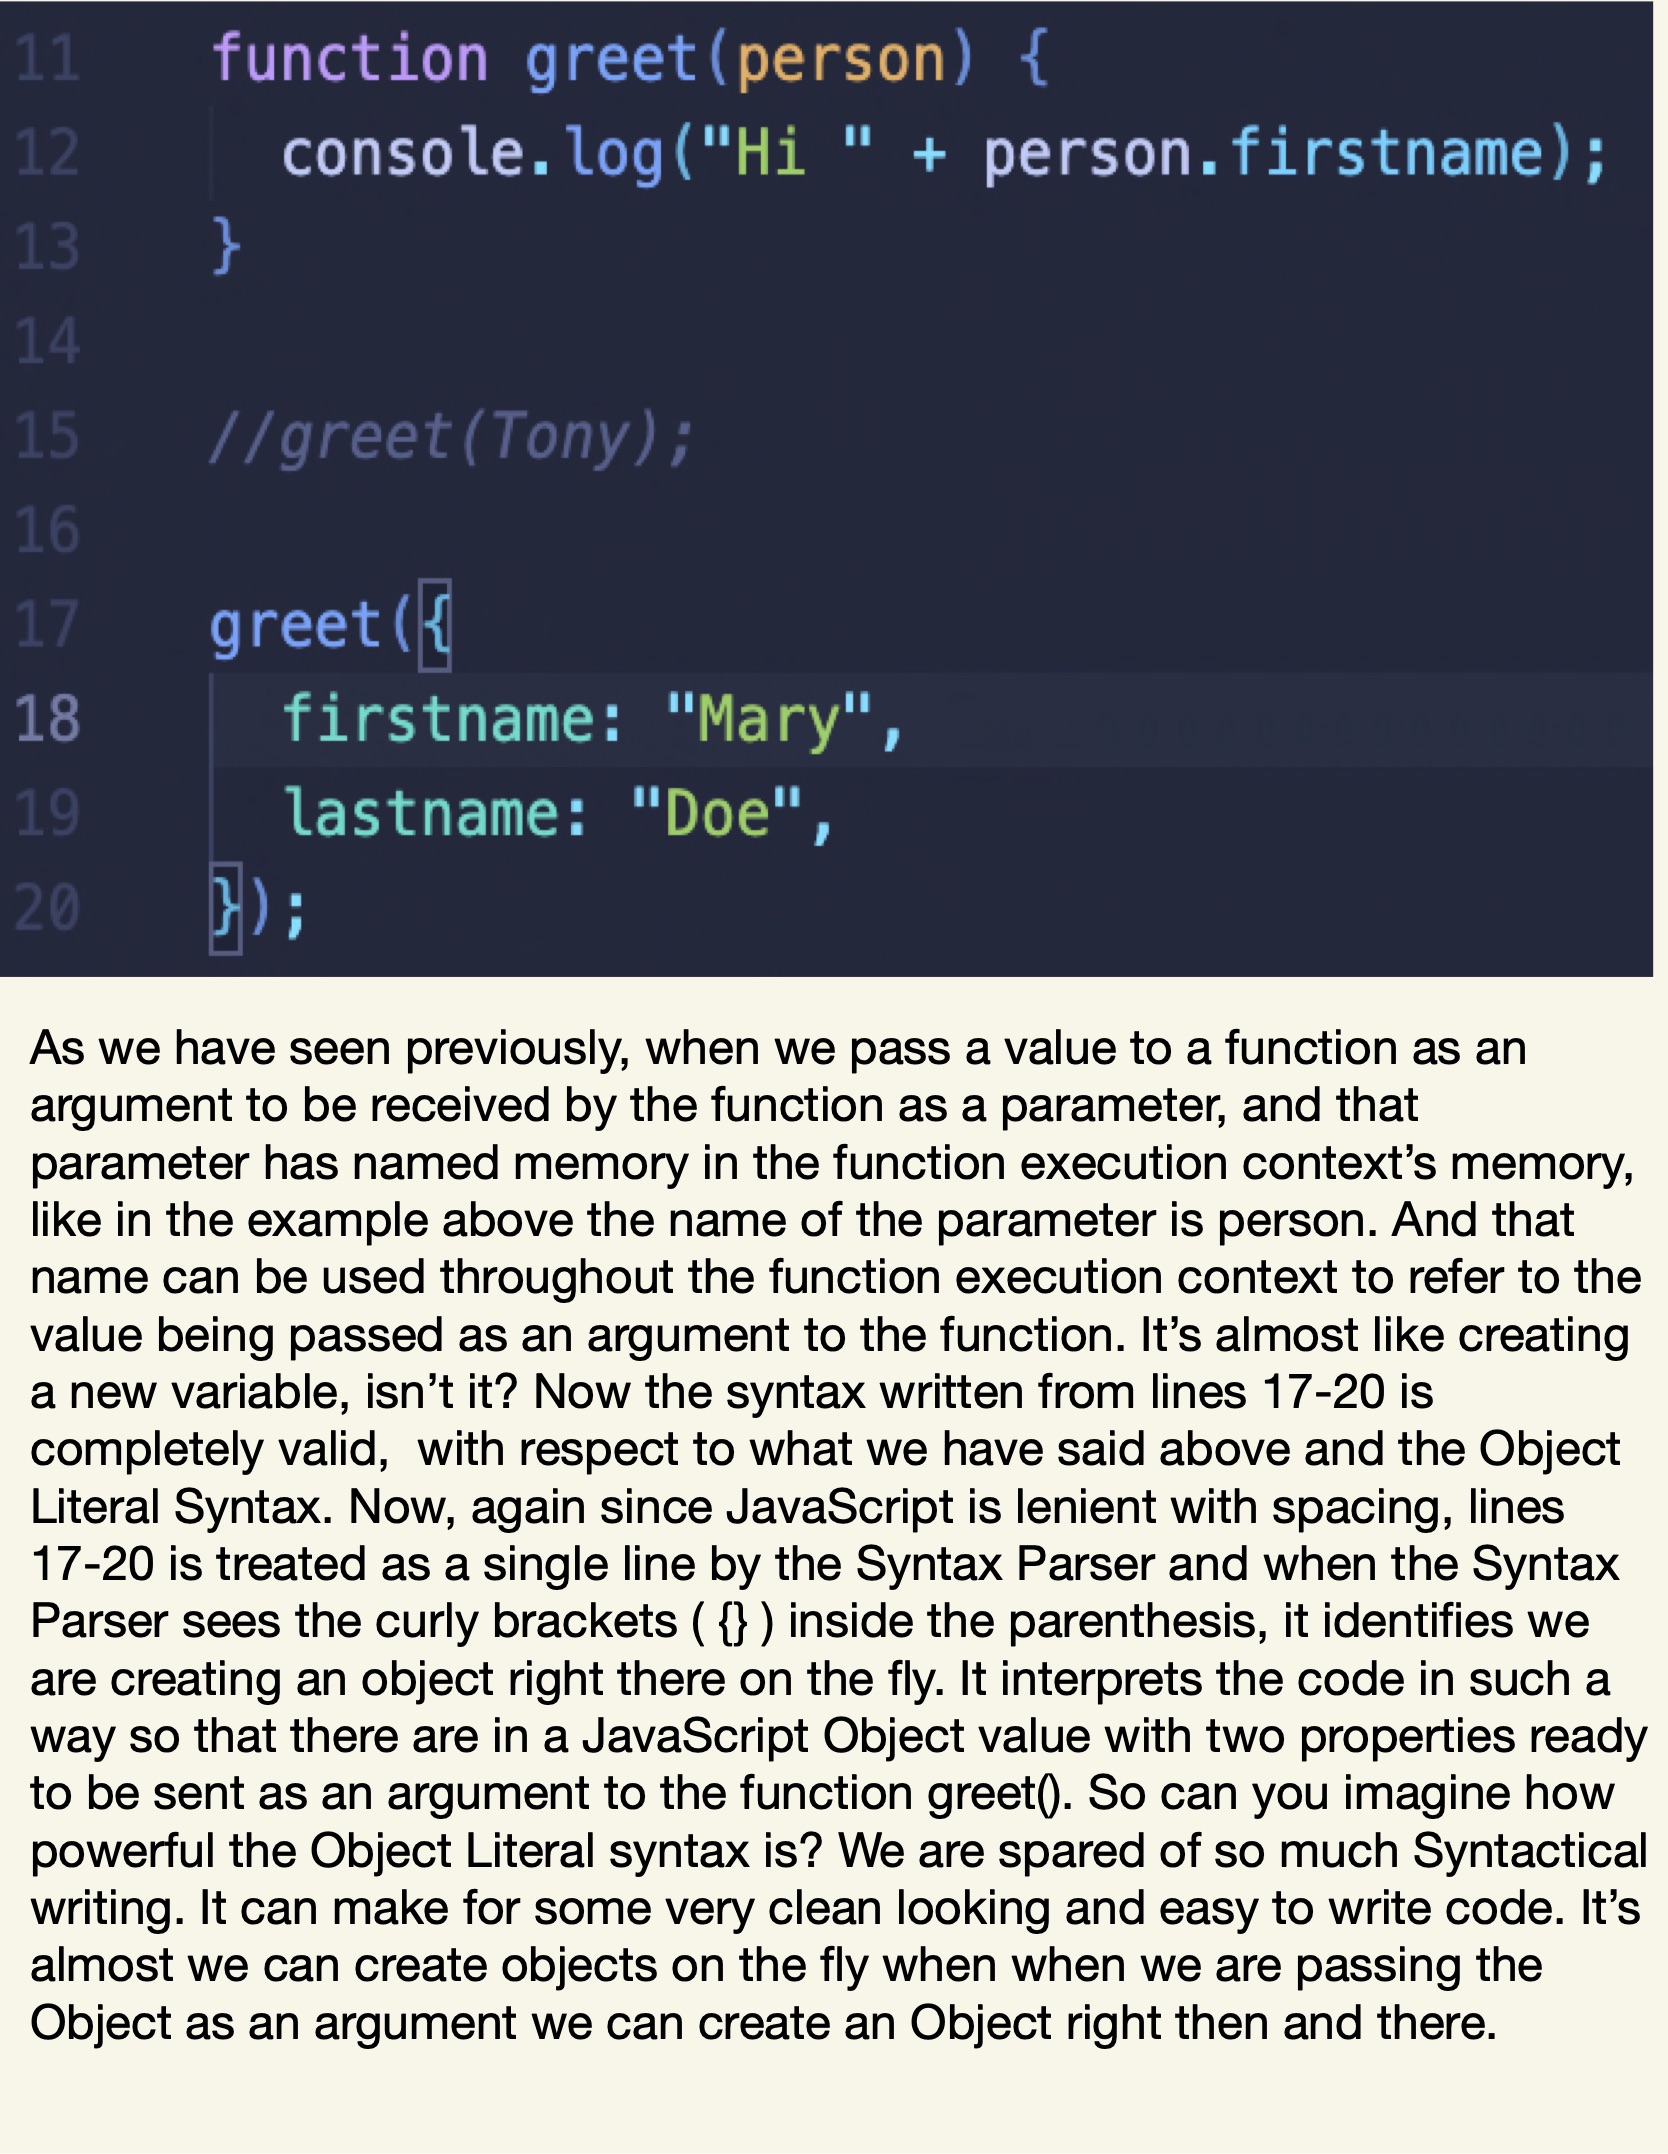 11 function greet(person) {
12 console.log("Hi " + person.firstname);
13 }
14
15 //greet(Tony);
16
17 greet({
18 firstname: "Mary",
19 lastname: "Doe",
20 });
As we have seen previously, when we pass a value to a function as an
argument to be received by the function as a parameter, and that
parameter has named memory in the function execution context’s memory,
like in the example above the name of the parameter is person. And that
name can be used throughout the function execution context to refer to the
value being passed as an argument to the function. It’s almost like creating
a new variable, isn’t it? Now the syntax written from lines 17-20 is
completely valid,  with respect to what we have said above and the Object
Literal Syntax. Now, again since JavaScript is lenient with spacing, lines
17-20 is treated as a single line by the Syntax Parser and when the Syntax
Parser sees the curly brackets ( {} ) inside the parenthesis, it identifies we
are creating an object right there on the fly. It interprets the code in such a
way so that there are in a JavaScript Object value with two properties ready
to be sent as an argument to the function greet(). So can you imagine how
powerful the Object Literal syntax is? We are spared of so much Syntactical
writing. It can make for some very clean looking and easy to write code. It’s
almost we can create objects on the fly when when we are passing the
Object as an argument we can create an Object right then and there.